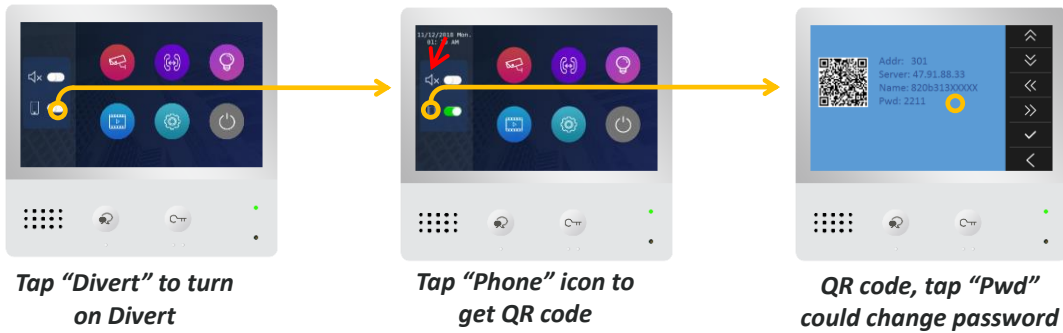 11/12/2018 Mon.
AM
Addr: 301
Server: 47.91.88.33
Name: 820b313XXXXX
Pwd: 2211
Tap “Divert” to turn
on Divert
Tap “Phone” icon to
get QR code
QR code, tap “Pwd”
could change password